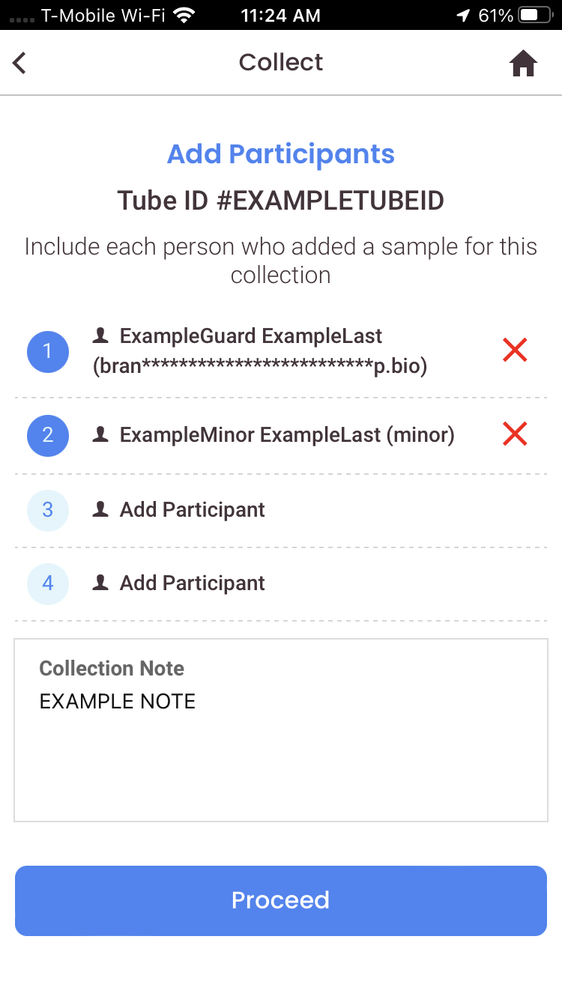 T-Mobile Wi-Fi 11:24 AM 61%
Collect
Add Participants
Tube ID #EXAMPLETUBEID
Include each person who added a sample for this
collection
1 ExampleGuard ExampleLast
(bran*************************p.bio)
2 ExampleMinor ExampleLast (minor)
3 Add Participant
4 Add Participant
Collection Note
EXAMPLE NOTE
Proceed